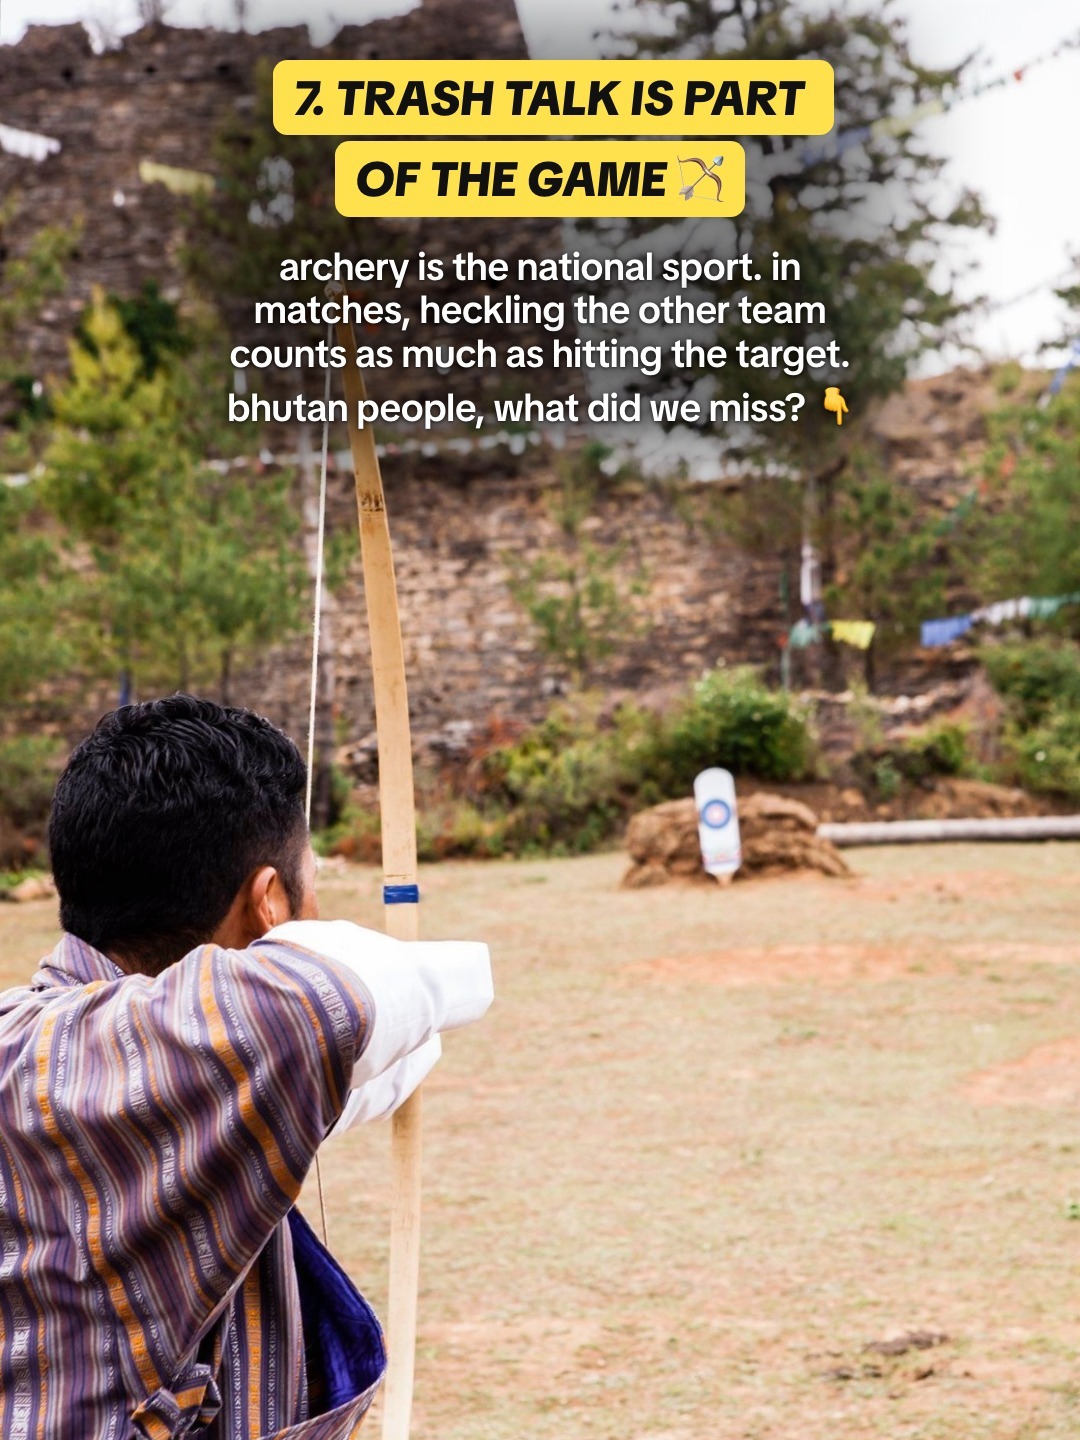 7. TRASH TALK IS PART
OF THE GAME 🏹
archery is the national sport. in
matches, heckling the other team
counts as much as hitting the target.
bhutan people, what did we miss? 👇